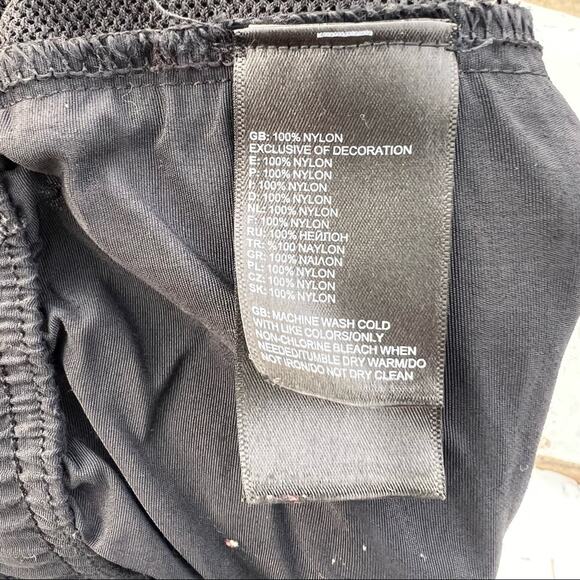 GB: 100% NYLON
EXCLUSIVE OF DECORATION
E: 100% NYLON
P: 100% NYLON
I: 100% NYLON
D: 100% NYLON
NL: 100% NYLON
F: 100% NYLON
RU: 100% НЕЙЛОН
TR: %100 NAYLON
GR: 100% ΝΑΪΛΟΝ
PL: 100% NYLON
CZ: 100% NYLON
SK: 100% NYLON
GB: MACHINE WASH COLD
WITH LIKE COLORS/ONLY
NON-CHLORINE BLEACH WHEN
NEEDED/TUMBLE DRY WARM/DO
NOT IRON/DO NOT DRY CLEAN